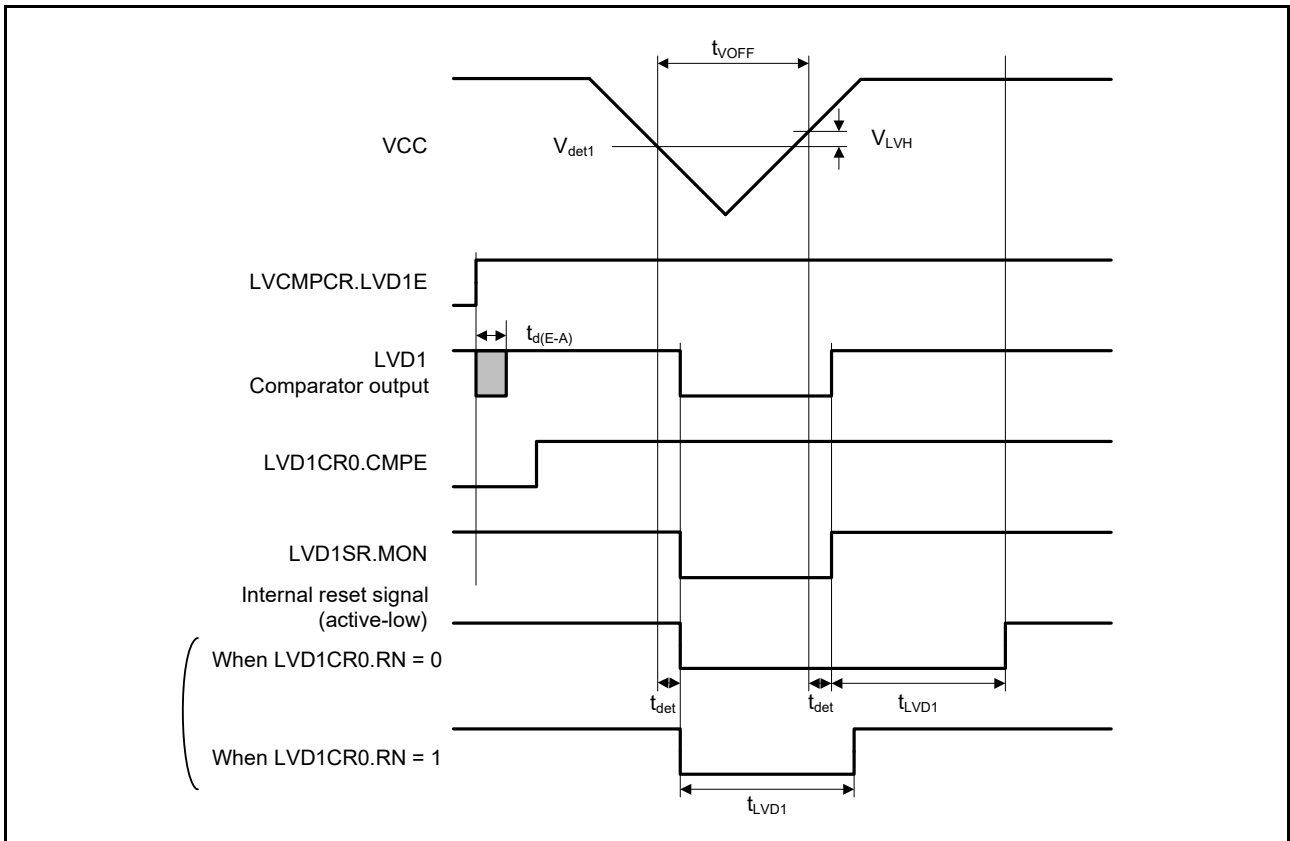 tVOFF
VCC
Vdet1
VLVH
LVCMPCR.LVD1E
td(E-A)
LVD1
Comparator output
LVD1CR0.CMPE
LVD1SR.MON
Internal reset signal
(active-low)
When LVD1CR0.RN = 0
tdet
tdet
tLVD1
When LVD1CR0.RN = 1
tLVD1